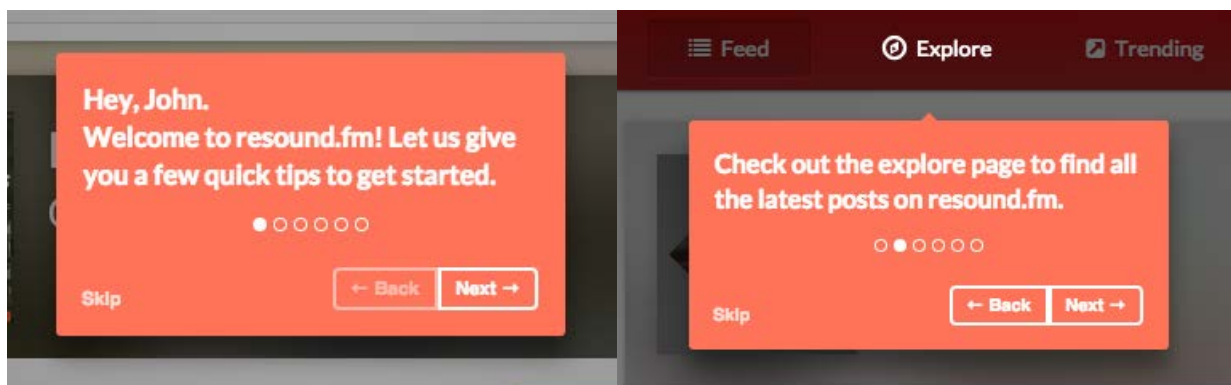 Hey, John.
Welcome to resound.fm! Let us give
you a few quick tips to get started.
Skip
← Back
Next →
Feed
Explore
Trending
Check out the explore page to find all
the latest posts on resound.fm.
Skip
← Back
Next →